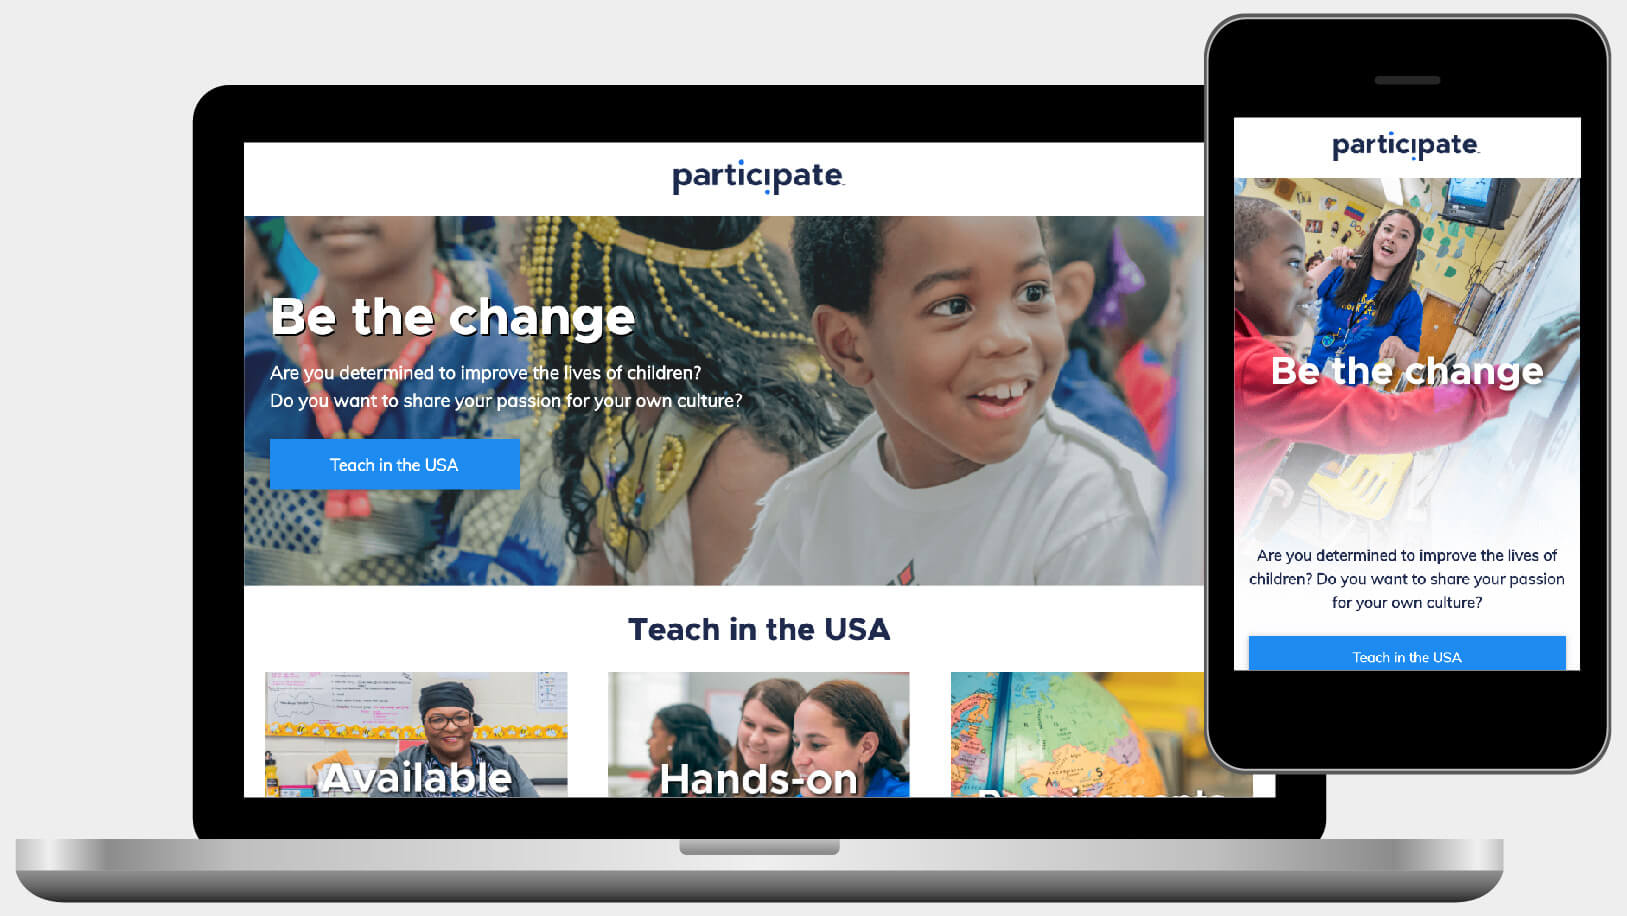 participate
Be the change
Are you determined to improve the lives of children?
Do you want to share your passion for your own culture?
Teach in the USA
Teach in the USA
Available
Hands-on
Requirements
participate
Be the change
Are you determined to improve the lives of
children? Do you want to share your passion
for your own culture?
Teach in the USA